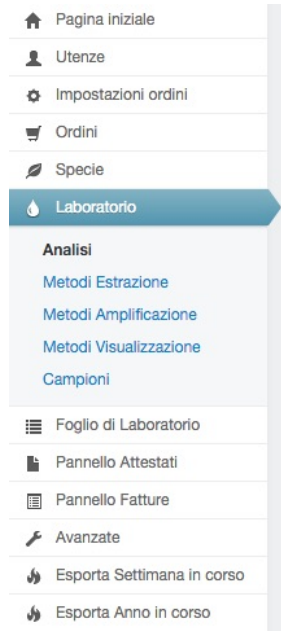 Pagina iniziale
Utenze
Impostazioni ordini
Ordini
Specie
Laboratorio
Analisi
Metodi Estrazione
Metodi Amplificazione
Metodi Visualizzazione
Campioni
Foglio di Laboratorio
Pannello Attestati
Pannello Fatture
Avanzate
Esporta Settimana in corso
Esporta Anno in corso